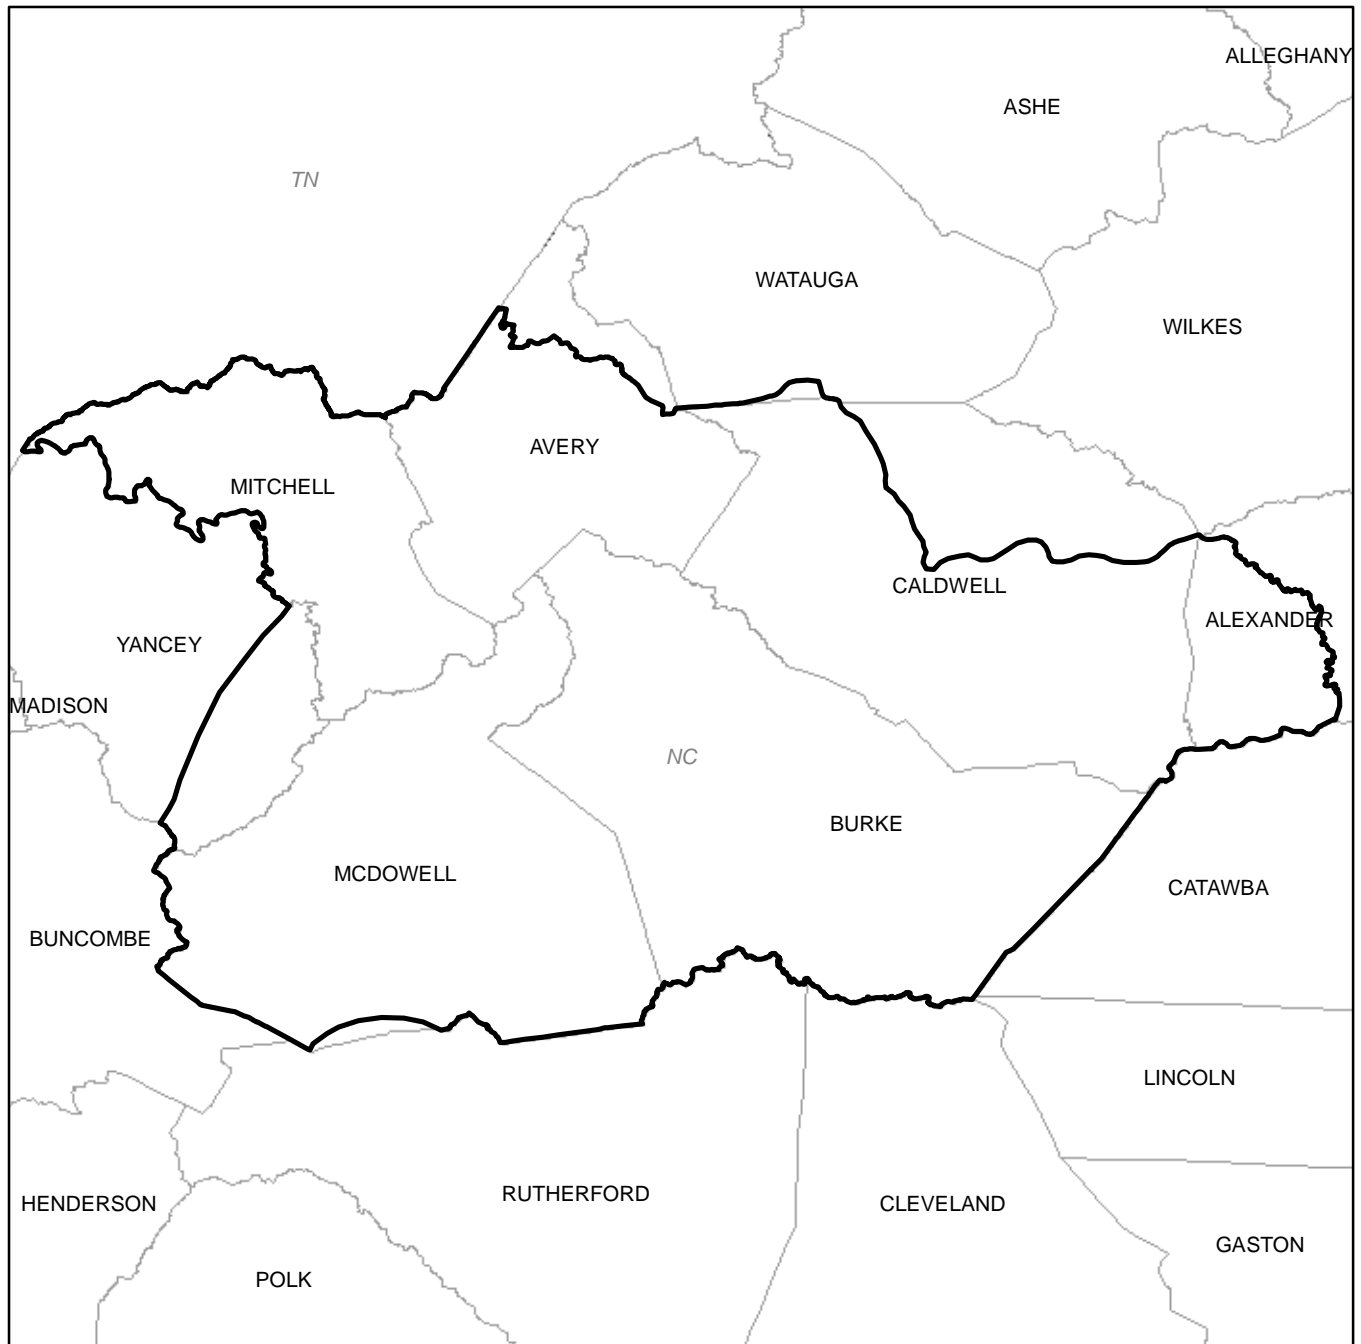 ALLEGHANY
ASHE
TN
WATAUGA
WILKES
AVERY
MITCHELL
CALDWELL
ALEXANDER
YANCEY
MADISON
NC
BURKE
MCDOWELL
CATAWBA
BUNCOMBE
LINCOLN
RUTHERFORD
HENDERSON
CLEVELAND
GASTON
POLK